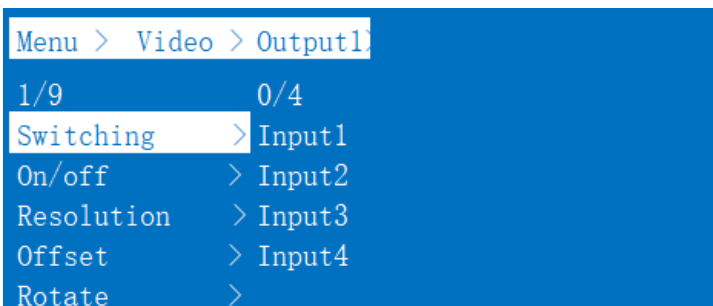 Menu > Video > Output1>
1/9 0/4
Switching > Input1
On/off > Input2
Resolution > Input3
Offset > Input4
Rotate >